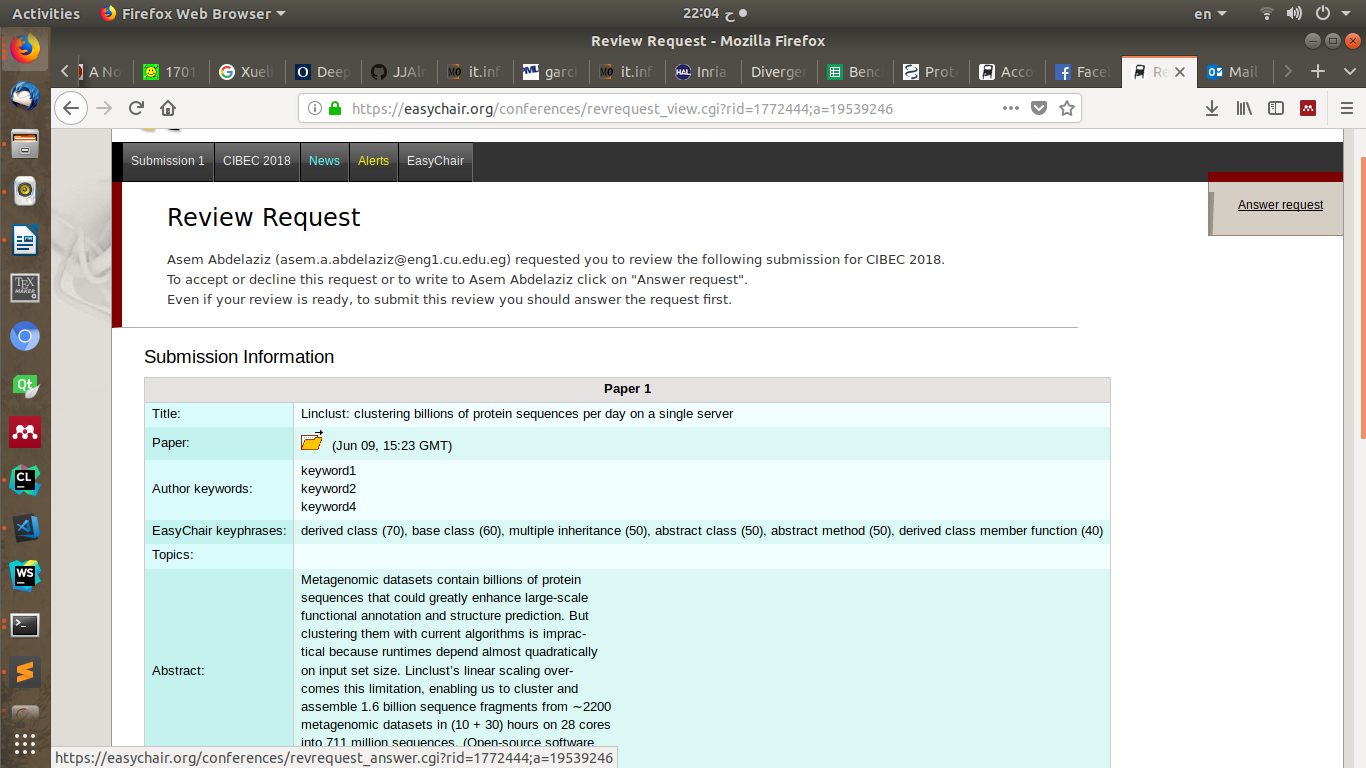 Activities Firefox Web Browser 22:04 ح en
Review Request - Mozilla Firefox
A No 1701 Xueli Deep JJAlr it.inf garci it.inf Inria Diverger Benc Prote Acco Facel Re Mail
https://easychair.org/conferences/revrequest_view.cgi?rid=1772444;a=19539246
Submission 1 CIBEC 2018 News Alerts EasyChair
Answer request
Review Request
Asem Abdelaziz (asem.a.abdelaziz@eng1.cu.edu.eg) requested you to review the following submission for CIBEC 2018.
To accept or decline this request or to write to Asem Abdelaziz click on "Answer request".
Even if your review is ready, to submit this review you should answer the request first.
Submission Information
Paper 1
Title: Linclust: clustering billions of protein sequences per day on a single server
Paper: (Jun 09, 15:23 GMT)
Author keywords: keyword1
keyword2
keyword4
EasyChair keyphrases: derived class (70), base class (60), multiple inheritance (50), abstract class (50), abstract method (50), derived class member function (40)
Topics:
Abstract: Metagenomic datasets contain billions of protein
sequences that could greatly enhance large-scale
functional annotation and structure prediction. But
clustering them with current algorithms is imprac-
tical because runtimes depend almost quadratically
on input set size. Linclust's linear scaling over-
comes this limitation, enabling us to cluster and
assemble 1.6 billion sequence fragments from ∼2200
metagenomic datasets in (10 + 30) hours on 28 cores
into 711 million sequences. (Open-source software
https://easychair.org/conferences/revrequest_answer.cgi?rid=1772444;a=19539246